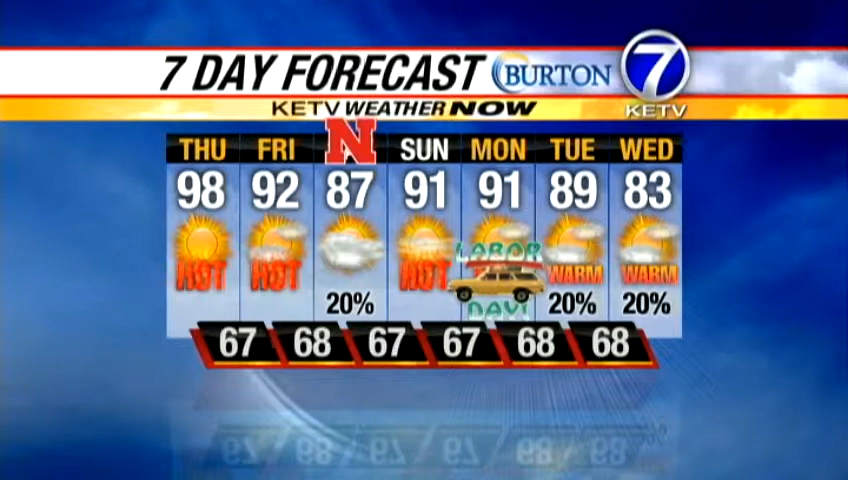 7 DAY FORECAST BURTON 7
KETV WEATHER NOW KETV
THU FRI N SUN MON TUE WED
98 92 87 91 91 89 83
HOT HOT HOT LABOR WARM WARM
DAY!
20% 20% 20%
67 68 67 67 68 68